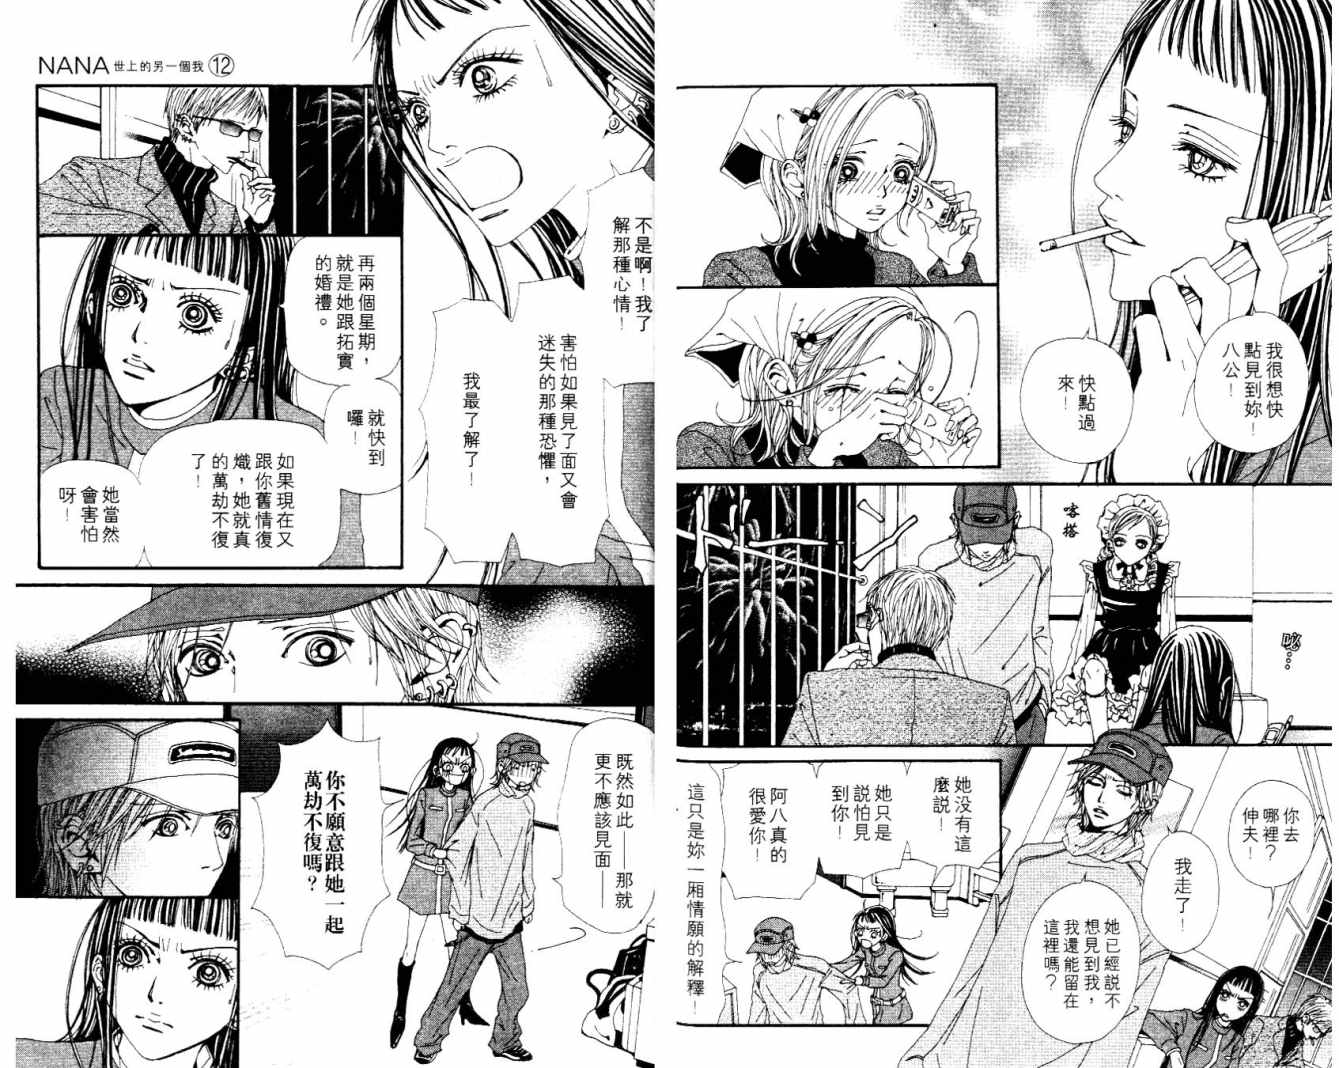 我很想快
點見到妳！
八公！
快點過
來！
喀搭
呶…
你去
哪裡？
伸夫！
我走了！
她已經說不
想見到我，
我還能留在
這裡嗎？
她沒有這
麼說！
她只是
說怕見
到你！
阿八真的
很愛你！
這只是妳一廂情願的解釋！
NANA 世上的另一個我 ⑫
不是啊！我了
解那種心情！
害怕如果見了面又會
迷失的那種恐懼，
我最了解了！
再兩個星期，
就是她跟拓實
的婚禮。
就快到
囉！
如果現在又
跟你舊情復
熾，她就真
的萬劫不復
了！
她當然
會害怕
呀！
既然如此——那就
更不應該見面——
你不願意跟她一起
萬劫不復嗎？